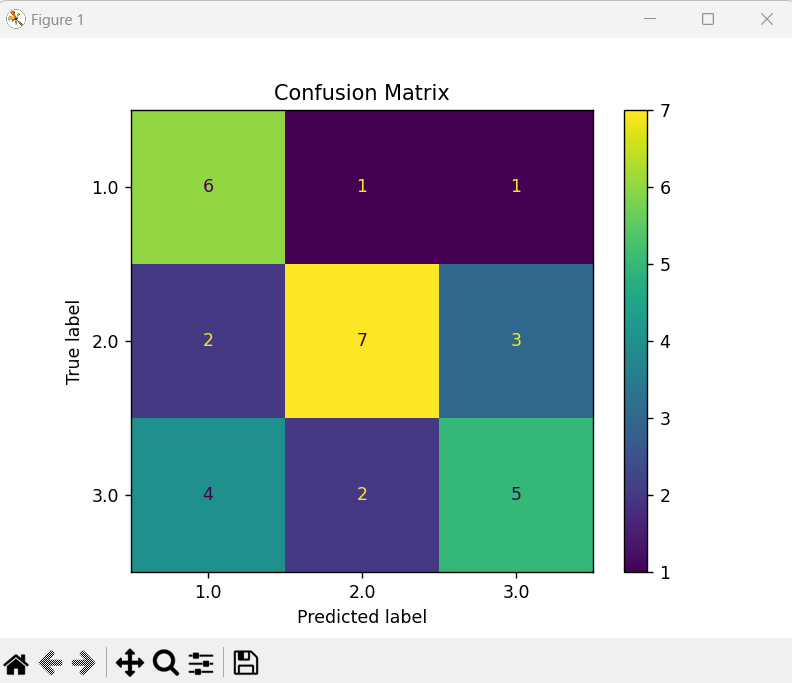 Figure 1
Confusion Matrix
7
1.0 6 1 1
6
5
True label
2.0 2 7 3
4
3
3.0 4 2 5
2
1
1.0 2.0 3.0
Predicted label